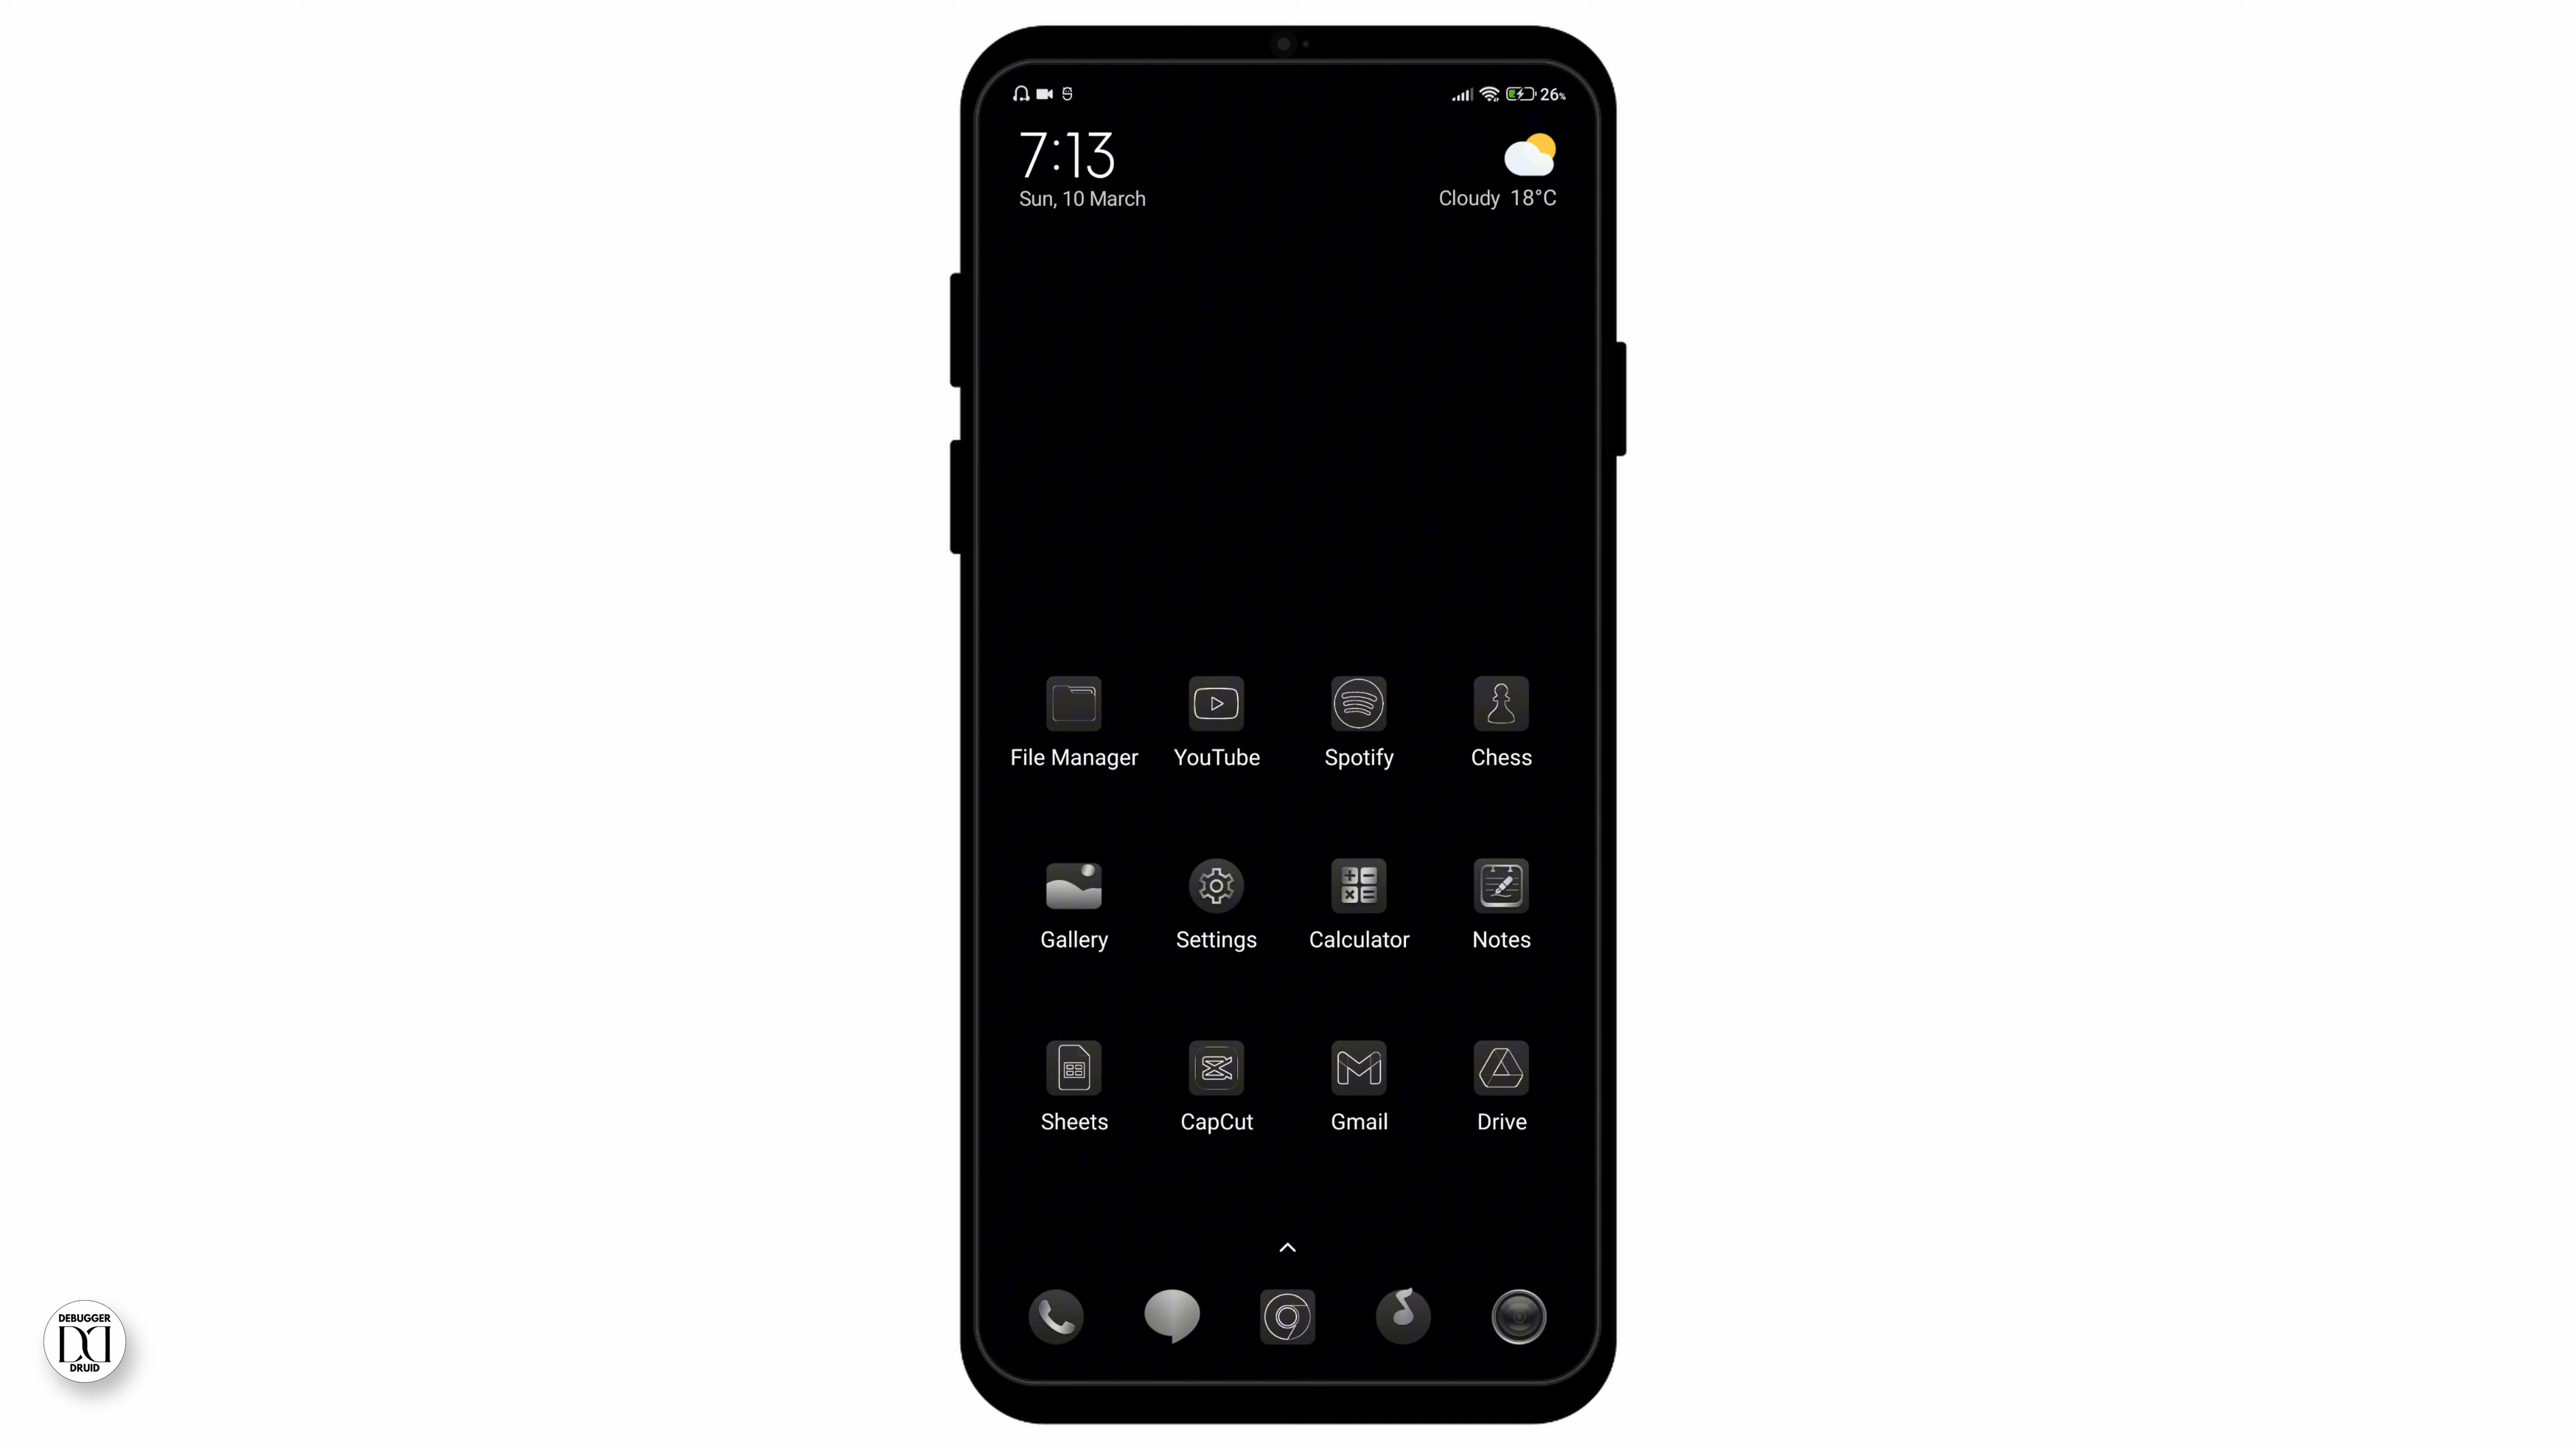 26%
7:13
Sun, 10 March
Cloudy 18°C
File Manager YouTube Spotify Chess
Gallery Settings Calculator Notes
Sheets CapCut Gmail Drive
DEBUGGER
DD
DRUID